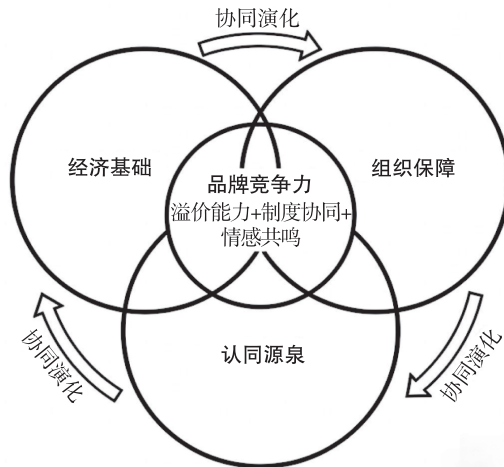 协同演化
经济基础
组织保障
品牌竞争力
溢价能力+制度协同+
情感共鸣
认同源泉
协同演化
协同演化